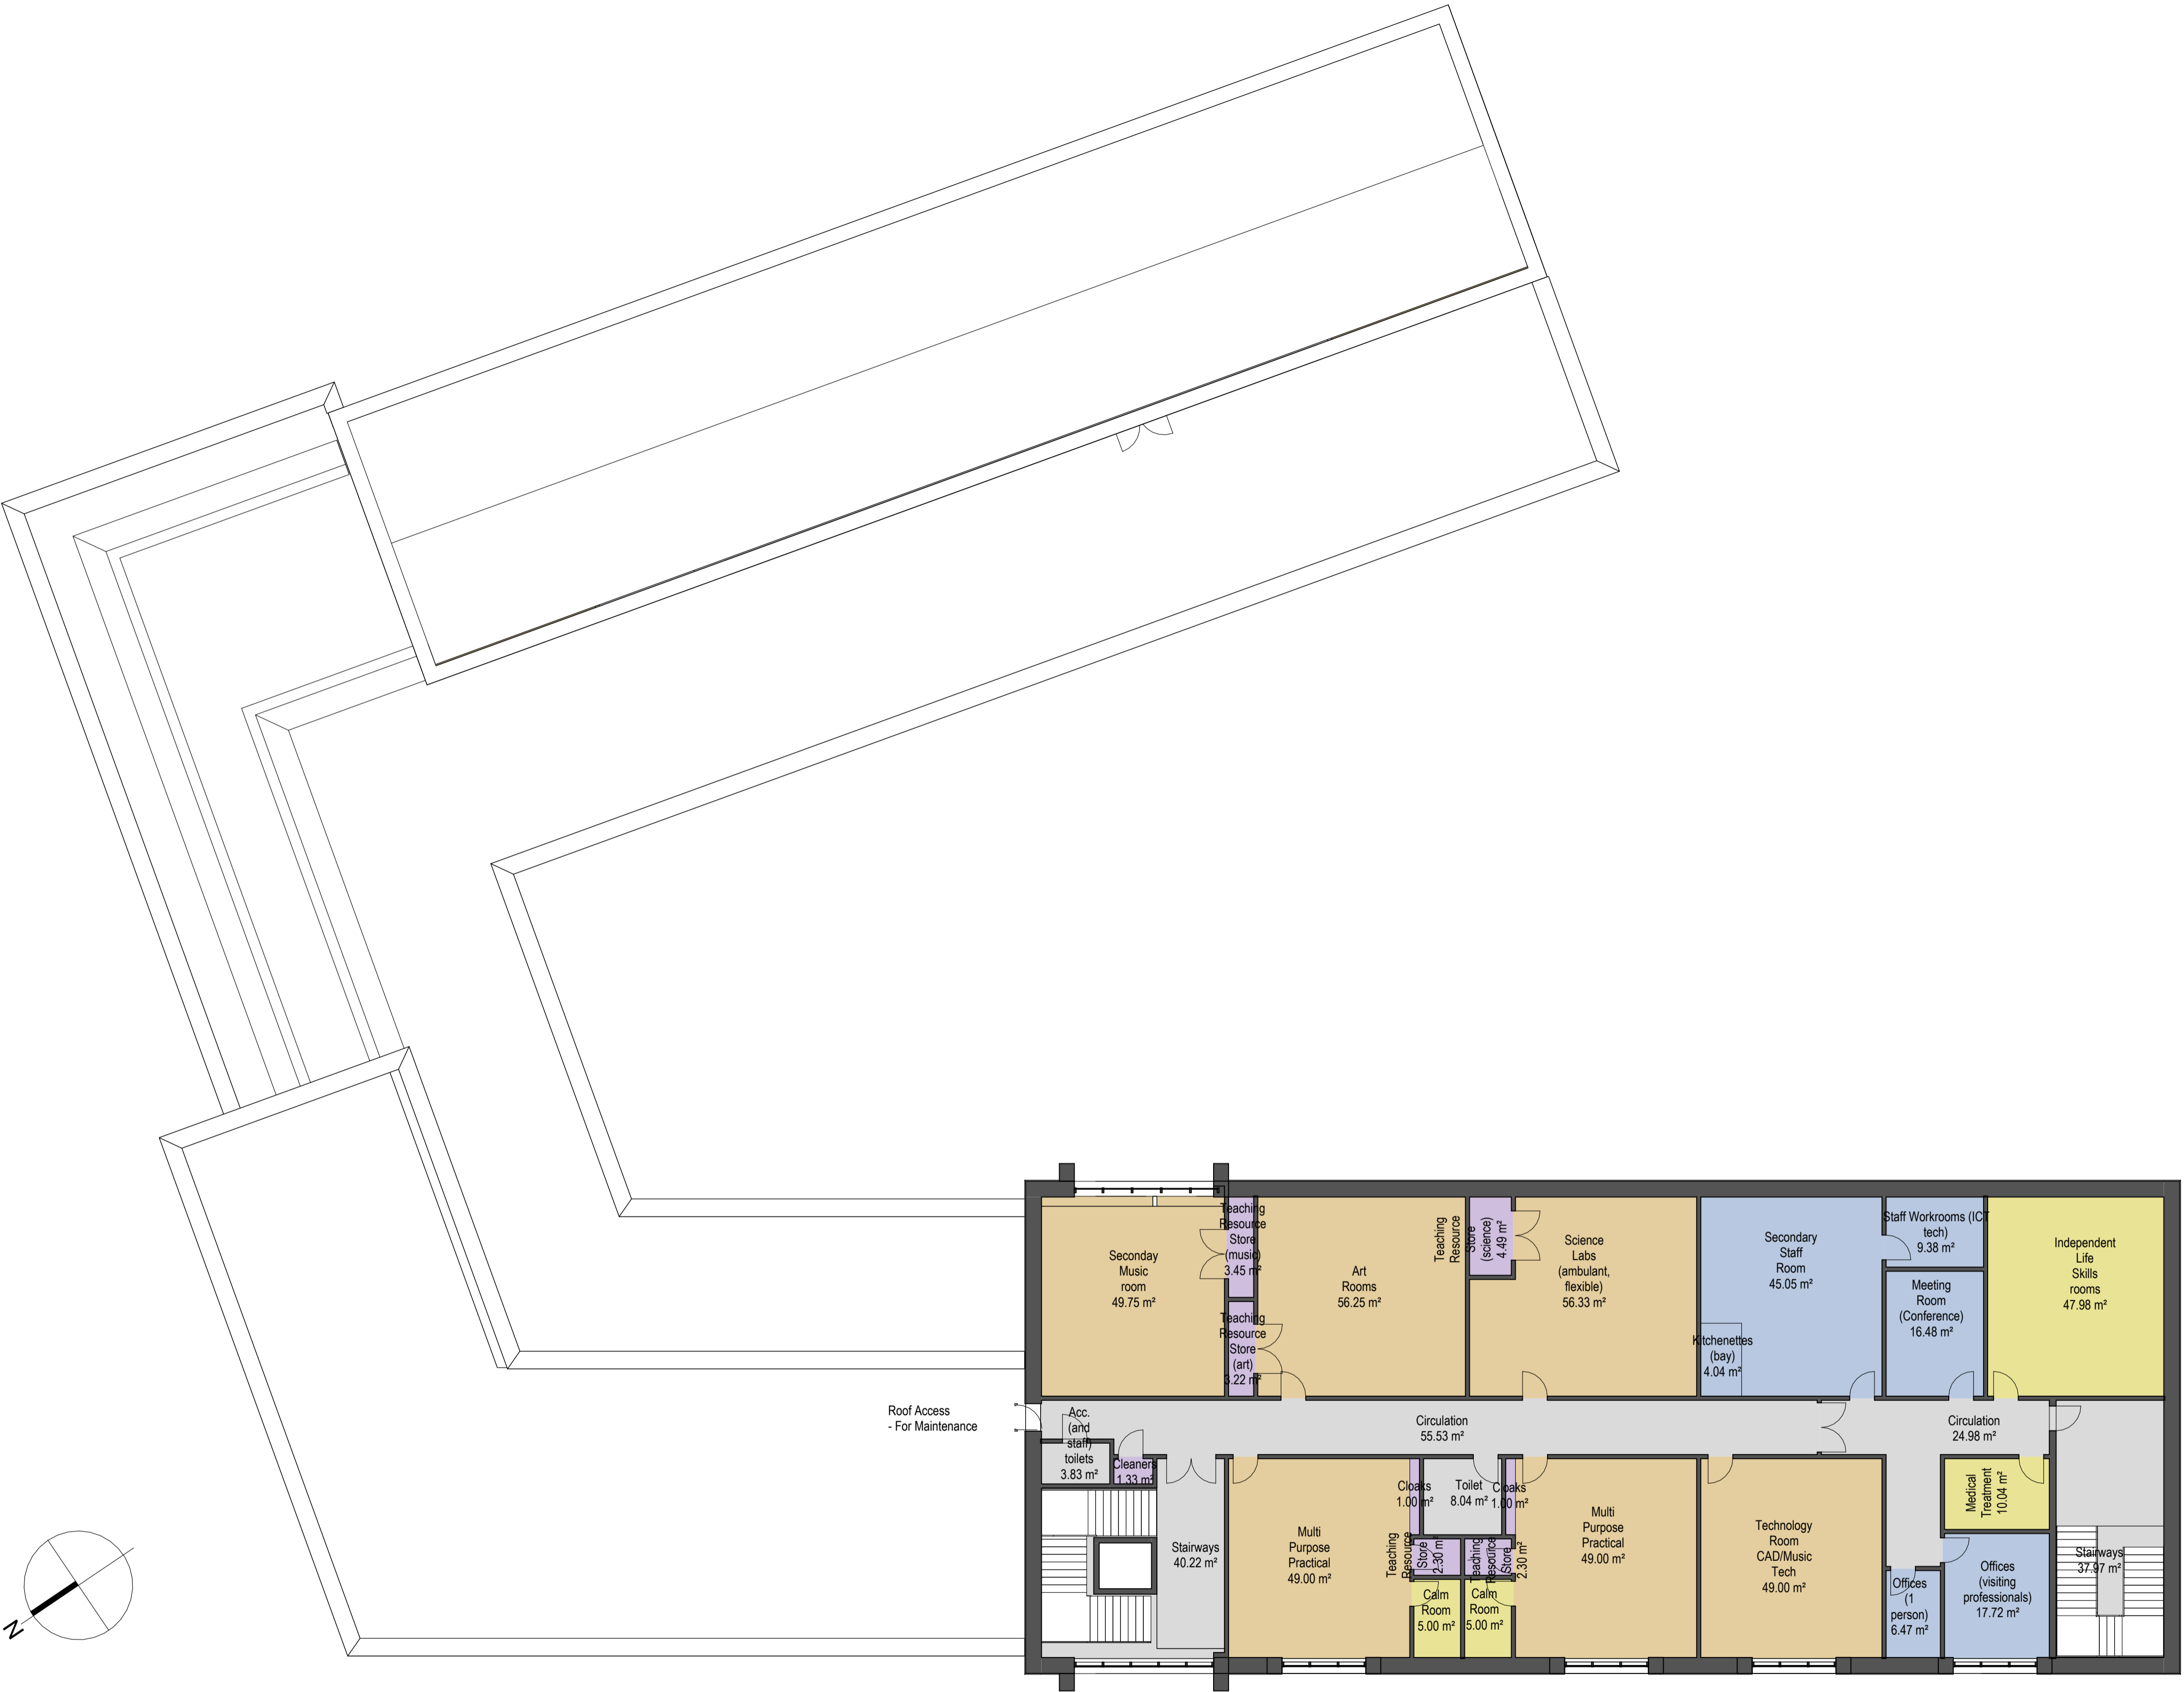 Seconday
Music
room
49.75 m²
Teaching
Resource
Store
(music)
3.45 m²
Teaching
Resource
Store
(art)
3.22 m²
Art
Rooms
56.25 m²
Teaching
Resource
Store
(science)
4.49 m²
Science
Labs
(ambulant,
flexible)
56.33 m²
Secondary
Staff
Room
45.05 m²
Kitchenettes
(bay)
4.04 m²
Staff Workrooms (ICT
tech)
9.38 m²
Meeting
Room
(Conference)
16.48 m²
Independent
Life
Skills
rooms
47.98 m²
Roof Access
- For Maintenance
Acc.
(and
staff)
toilets
3.83 m²
Cleaners
1.33 m²
Circulation
55.53 m²
Circulation
24.98 m²
Stairways
40.22 m²
Multi
Purpose
Practical
49.00 m²
Cloaks
1.00 m²
Toilet
8.04 m²
Cloaks
1.00 m²
Teaching
Resource
Store
2.30 m²
Teaching
Resource
Store
2.30 m²
Calm
Room
5.00 m²
Calm
Room
5.00 m²
Multi
Purpose
Practical
49.00 m²
Technology
Room
CAD/Music
Tech
49.00 m²
Medical
Treatment
10.04 m²
Offices
(1
person)
6.47 m²
Offices
(visiting
professionals)
17.72 m²
Stairways
37.97 m²
N